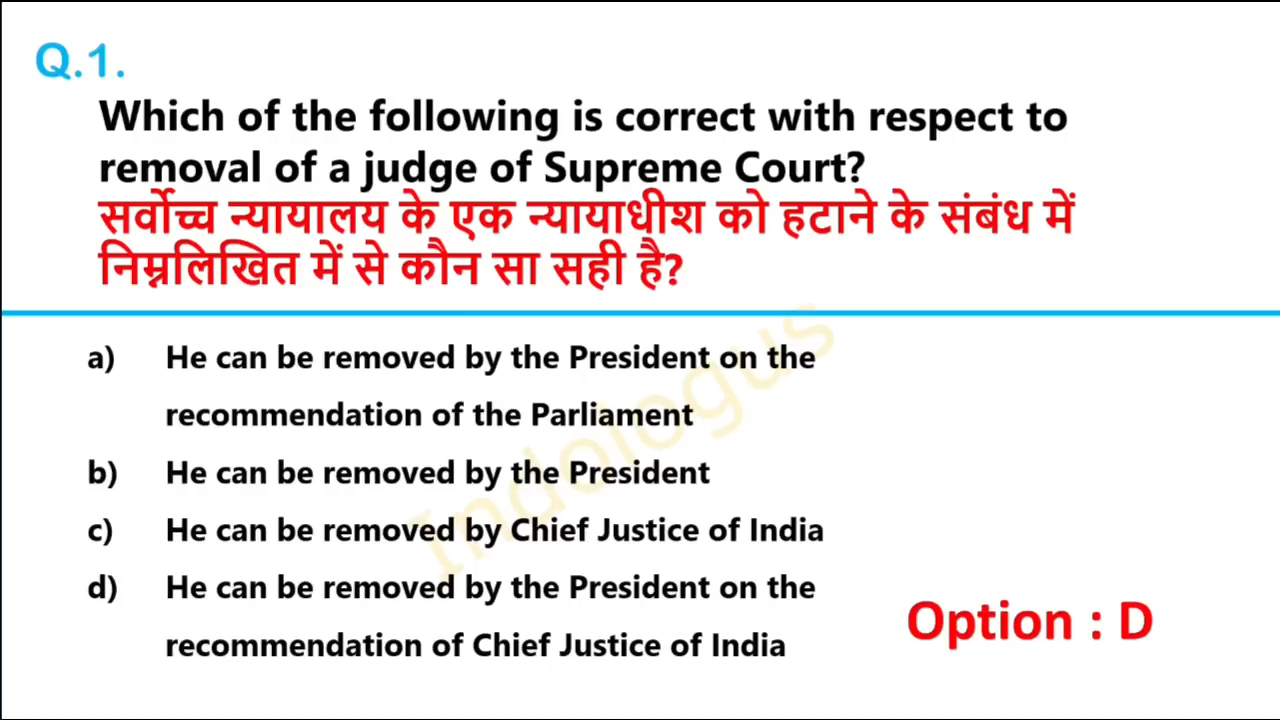 Q.1.
Which of the following is correct with respect to
removal of a judge of Supreme Court?
सर्वोच्च न्यायालय के एक न्यायाधीश को हटाने के संबंध में
निम्नलिखित में से कौन सा सही है?
a) He can be removed by the President on the
recommendation of the Parliament
b) He can be removed by the President
c) He can be removed by Chief Justice of India
d) He can be removed by the President on the
recommendation of Chief Justice of India
Option : D
Indologus